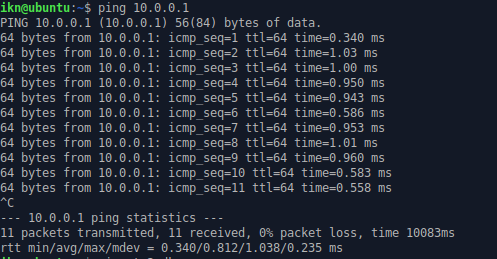 ikn@ubuntu:~$ ping 10.0.0.1
PING 10.0.0.1 (10.0.0.1) 56(84) bytes of data.
64 bytes from 10.0.0.1: icmp_seq=1 ttl=64 time=0.340 ms
64 bytes from 10.0.0.1: icmp_seq=2 ttl=64 time=1.03 ms
64 bytes from 10.0.0.1: icmp_seq=3 ttl=64 time=1.00 ms
64 bytes from 10.0.0.1: icmp_seq=4 ttl=64 time=0.950 ms
64 bytes from 10.0.0.1: icmp_seq=5 ttl=64 time=0.943 ms
64 bytes from 10.0.0.1: icmp_seq=6 ttl=64 time=0.586 ms
64 bytes from 10.0.0.1: icmp_seq=7 ttl=64 time=0.953 ms
64 bytes from 10.0.0.1: icmp_seq=8 ttl=64 time=1.01 ms
64 bytes from 10.0.0.1: icmp_seq=9 ttl=64 time=0.960 ms
64 bytes from 10.0.0.1: icmp_seq=10 ttl=64 time=0.583 ms
64 bytes from 10.0.0.1: icmp_seq=11 ttl=64 time=0.558 ms
^C
--- 10.0.0.1 ping statistics ---
11 packets transmitted, 11 received, 0% packet loss, time 10083ms
rtt min/avg/max/mdev = 0.340/0.812/1.038/0.235 ms